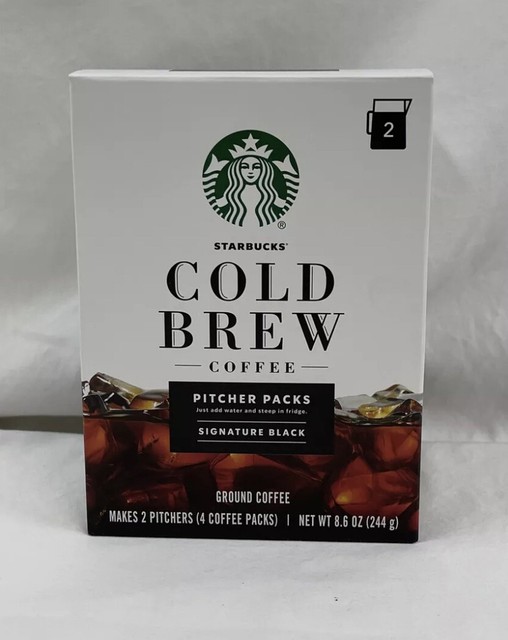 2
STARBUCKS®
COLD
BREW
COFFEE
PITCHER PACKS
Just add water and steep in fridge.
SIGNATURE BLACK
GROUND COFFEE
MAKES 2 PITCHERS (4 COFFEE PACKS) | NET WT 8.6 OZ (244 g)